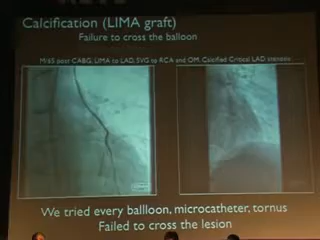 Calcification (LIMA graft)
Failure to cross the balloon
M/65 post CABG; LIMA to LAD, SVG to RCA and OM. Calcified Critical LAD stenosis
We tried every ballloon, microcatheter, tornus
Failed to cross the lesion